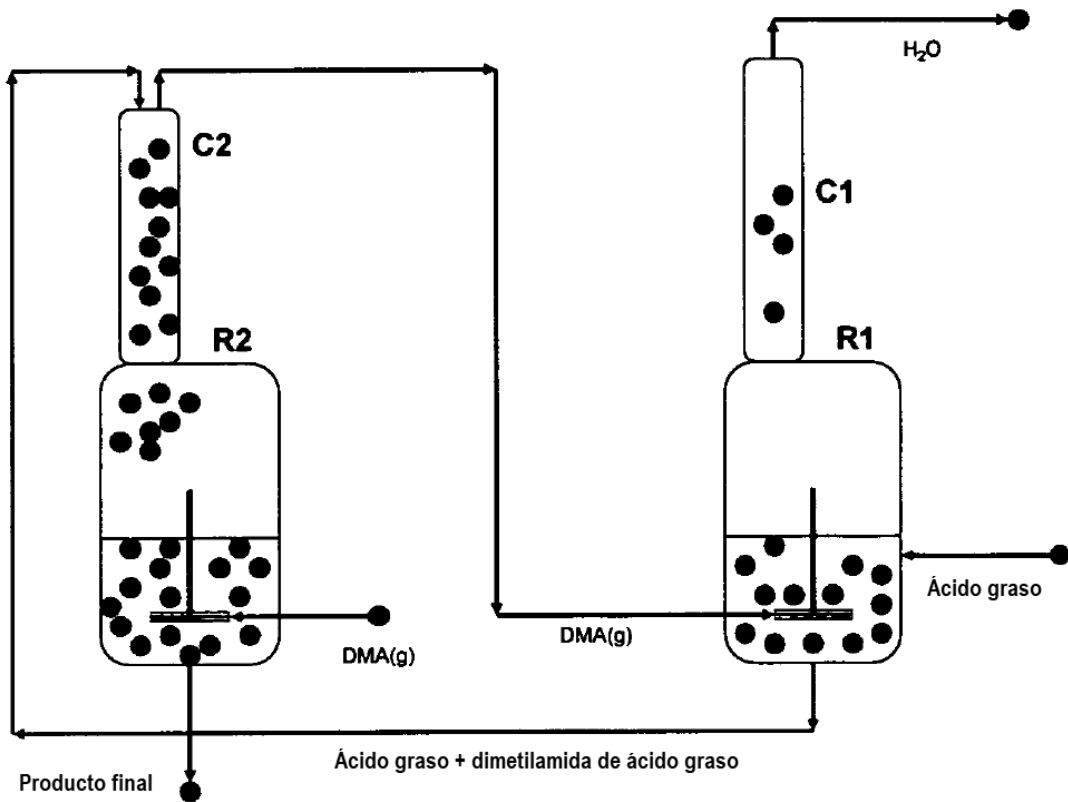 H₂O
C2
C1
R2
R1
Ácido graso
DMA(g)
DMA(g)
Ácido graso + dimetilamida de ácido graso
Producto final